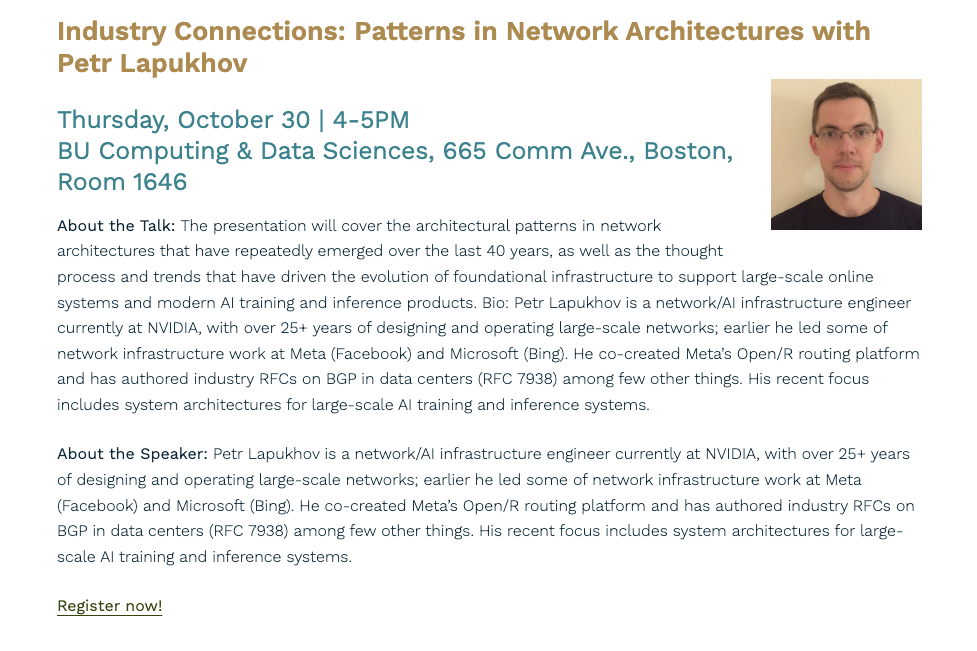 Industry Connections: Patterns in Network Architectures with
Petr Lapukhov
Thursday, October 30 | 4-5PM
BU Computing & Data Sciences, 665 Comm Ave., Boston,
Room 1646
About the Talk: The presentation will cover the architectural patterns in network
architectures that have repeatedly emerged over the last 40 years, as well as the thought
process and trends that have driven the evolution of foundational infrastructure to support large-scale online
systems and modern AI training and inference products. Bio: Petr Lapukhov is a network/AI infrastructure engineer
currently at NVIDIA, with over 25+ years of designing and operating large-scale networks; earlier he led some of
network infrastructure work at Meta (Facebook) and Microsoft (Bing). He co-created Meta’s Open/R routing platform
and has authored industry RFCs on BGP in data centers (RFC 7938) among few other things. His recent focus
includes system architectures for large-scale AI training and inference systems.
About the Speaker: Petr Lapukhov is a network/AI infrastructure engineer currently at NVIDIA, with over 25+ years
of designing and operating large-scale networks; earlier he led some of network infrastructure work at Meta
(Facebook) and Microsoft (Bing). He co-created Meta’s Open/R routing platform and has authored industry RFCs on
BGP in data centers (RFC 7938) among few other things. His recent focus includes system architectures for large-
scale AI training and inference systems.
Register now!